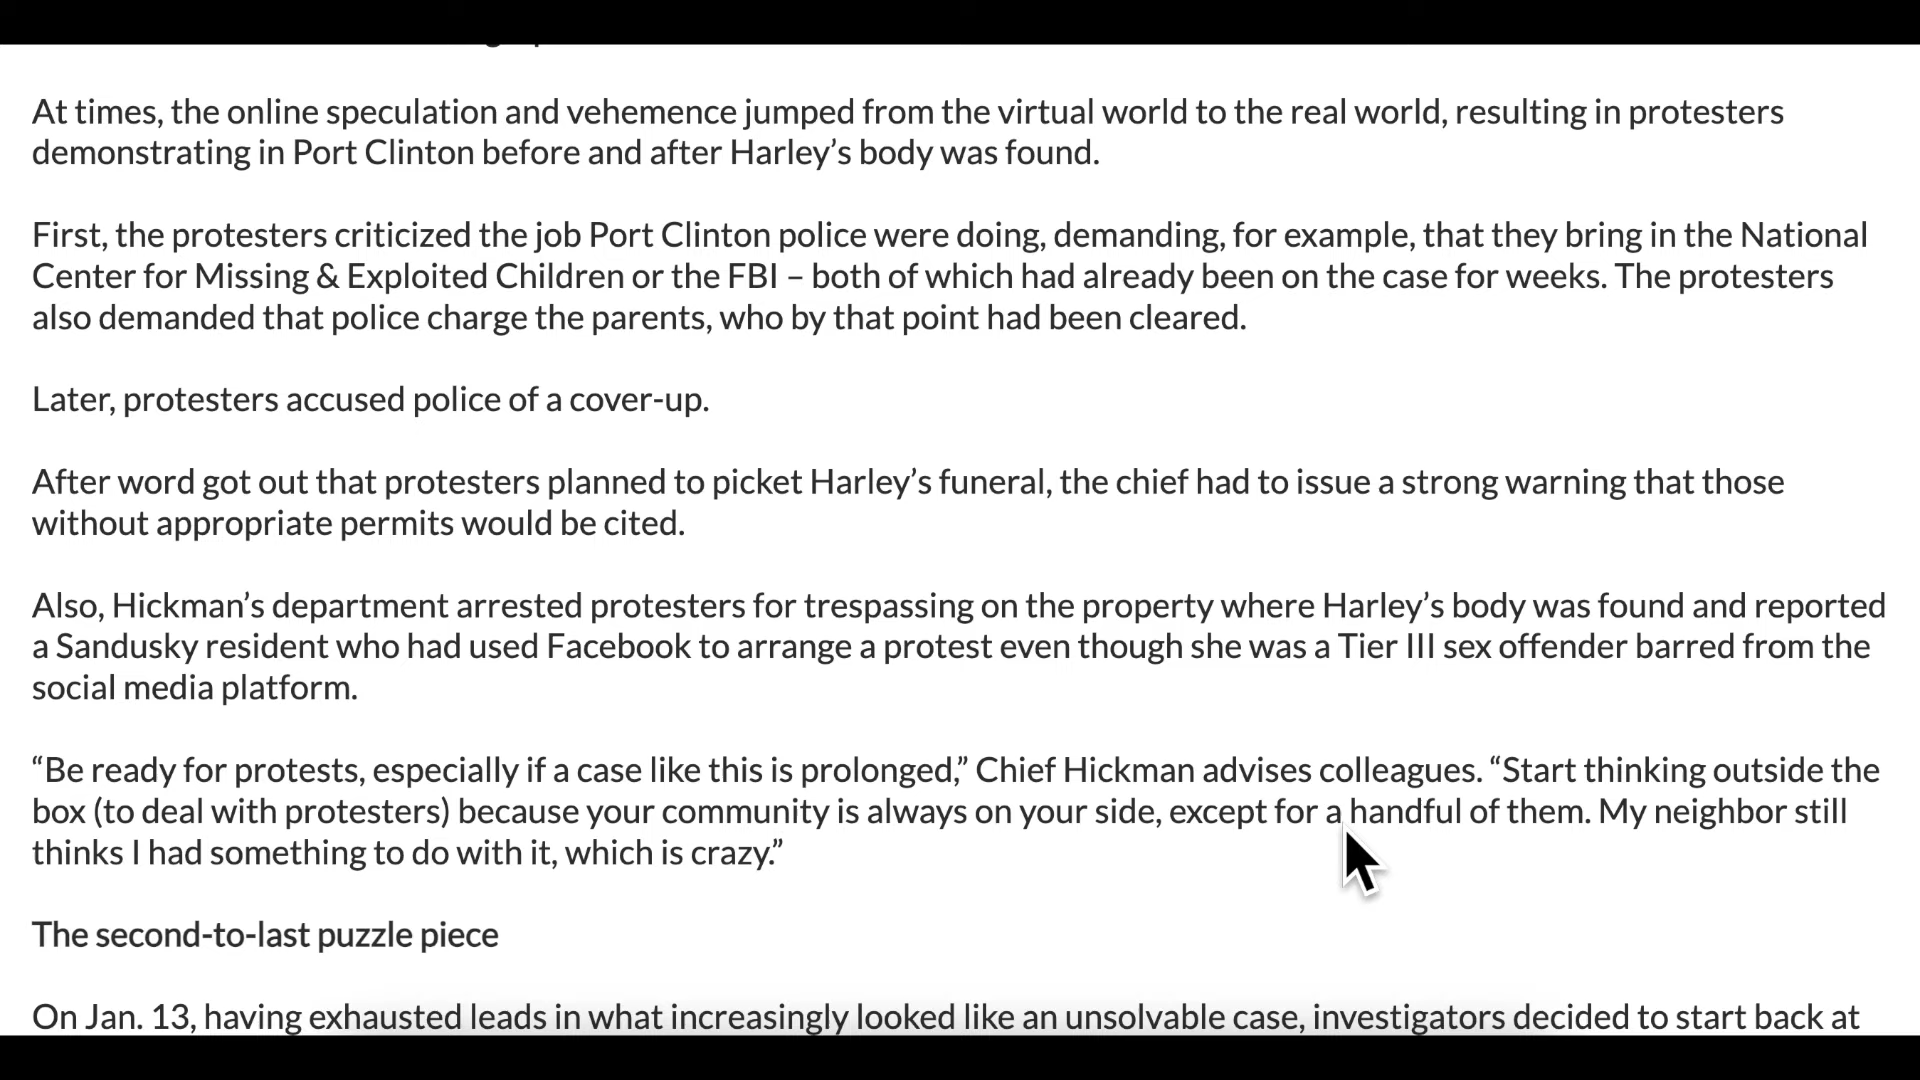 At times, the online speculation and vehemence jumped from the virtual world to the real world, resulting in protesters
demonstrating in Port Clinton before and after Harley’s body was found.
First, the protesters criticized the job Port Clinton police were doing, demanding, for example, that they bring in the National
Center for Missing & Exploited Children or the FBI – both of which had already been on the case for weeks. The protesters
also demanded that police charge the parents, who by that point had been cleared.
Later, protesters accused police of a cover-up.
After word got out that protesters planned to picket Harley’s funeral, the chief had to issue a strong warning that those
without appropriate permits would be cited.
Also, Hickman’s department arrested protesters for trespassing on the property where Harley’s body was found and reported
a Sandusky resident who had used Facebook to arrange a protest even though she was a Tier III sex offender barred from the
social media platform.
“Be ready for protests, especially if a case like this is prolonged,” Chief Hickman advises colleagues. “Start thinking outside the
box (to deal with protesters) because your community is always on your side, except for a handful of them. My neighbor still
thinks I had something to do with it, which is crazy.”
The second-to-last puzzle piece
On Jan. 13, having exhausted leads in what increasingly looked like an unsolvable case, investigators decided to start back at